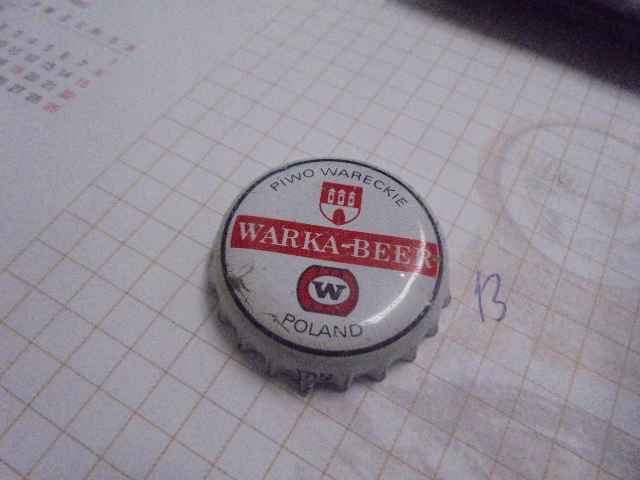 PIWO WARECKIE
WARKA-BEER
W
POLAND
13